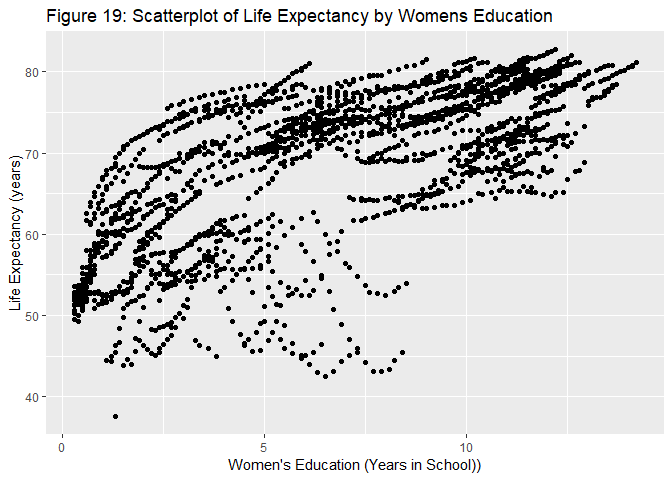 Figure 19: Scatterplot of Life Expectancy by Womens Education
Life Expectancy (years)
80
70
60
50
40
0
5
10
Women's Education (Years in School))